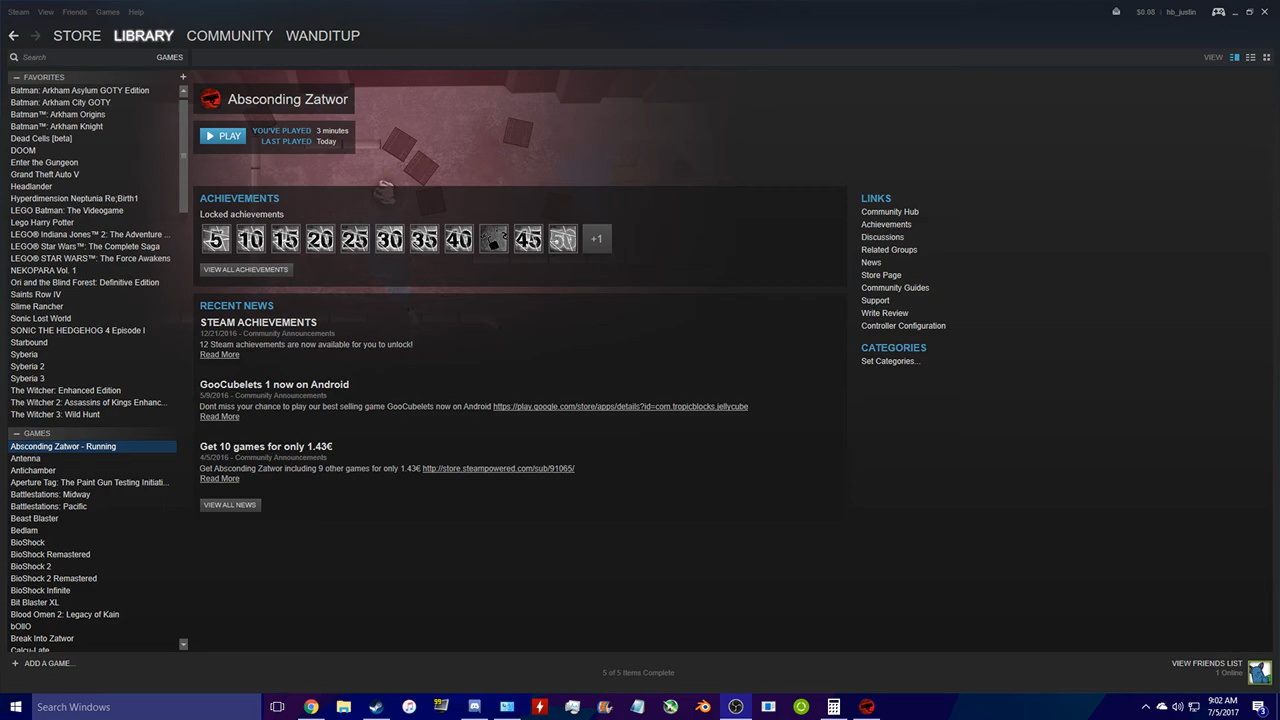 Steam View Friends Games Help
$0.08 hb_justin
STORE LIBRARY COMMUNITY WANDITUP
Search GAMES
VIEW
— FAVORITES +
Batman: Arkham Asylum GOTY Edition
Batman: Arkham City GOTY
Batman™: Arkham Origins
Batman™: Arkham Knight
Dead Cells [beta]
DOOM
Enter the Gungeon
Grand Theft Auto V
Headlander
Hyperdimension Neptunia Re;Birth1
LEGO Batman: The Videogame
Lego Harry Potter
LEGO® Indiana Jones™ 2: The Adventure ...
LEGO® Star Wars™: The Complete Saga
LEGO® STAR WARS™: The Force Awakens
NEKOPARA Vol. 1
Ori and the Blind Forest: Definitive Edition
Saints Row IV
Slime Rancher
Sonic Lost World
SONIC THE HEDGEHOG 4 Episode I
Starbound
Syberia
Syberia 2
Syberia 3
The Witcher: Enhanced Edition
The Witcher 2: Assassins of Kings Enhanc...
The Witcher 3: Wild Hunt
— GAMES
Absconding Zatwor - Running
Antenna
Antichamber
Aperture Tag: The Paint Gun Testing Initiati...
Battlestations: Midway
Battlestations: Pacific
Beast Blaster
Bedlam
BioShock
BioShock Remastered
BioShock 2
BioShock 2 Remastered
BioShock Infinite
Bit Blaster XL
Blood Omen 2: Legacy of Kain
bOllO
Break Into Zatwor
Calcu-Late
+ ADD A GAME...
Absconding Zatwor
PLAY
YOU'VE PLAYED 3 minutes
LAST PLAYED Today
ACHIEVEMENTS
Locked achievements
5 10 15 20 25 30 35 40 45 50 +1
VIEW ALL ACHIEVEMENTS
RECENT NEWS
STEAM ACHIEVEMENTS
12/21/2016 - Community Announcements
12 Steam achievements are now available for you to unlock!
Read More
GooCubelets 1 now on Android
5/9/2016 - Community Announcements
Dont miss your chance to play our best selling game GooCubelets now on Android https://play.google.com/store/apps/details?id=com.tropicblocks.jellycube
Read More
Get 10 games for only 1.43€
4/5/2016 - Community Announcements
Get Absconding Zatwor including 9 other games for only 1.43€ http://store.steampowered.com/sub/91065/
Read More
VIEW ALL NEWS
LINKS
Community Hub
Achievements
Discussions
Related Groups
News
Store Page
Community Guides
Support
Write Review
Controller Configuration
CATEGORIES
Set Categories...
5 of 5 Items Complete
VIEW FRIENDS LIST
1 Online
Search Windows
9:02 AM
7/5/2017
3